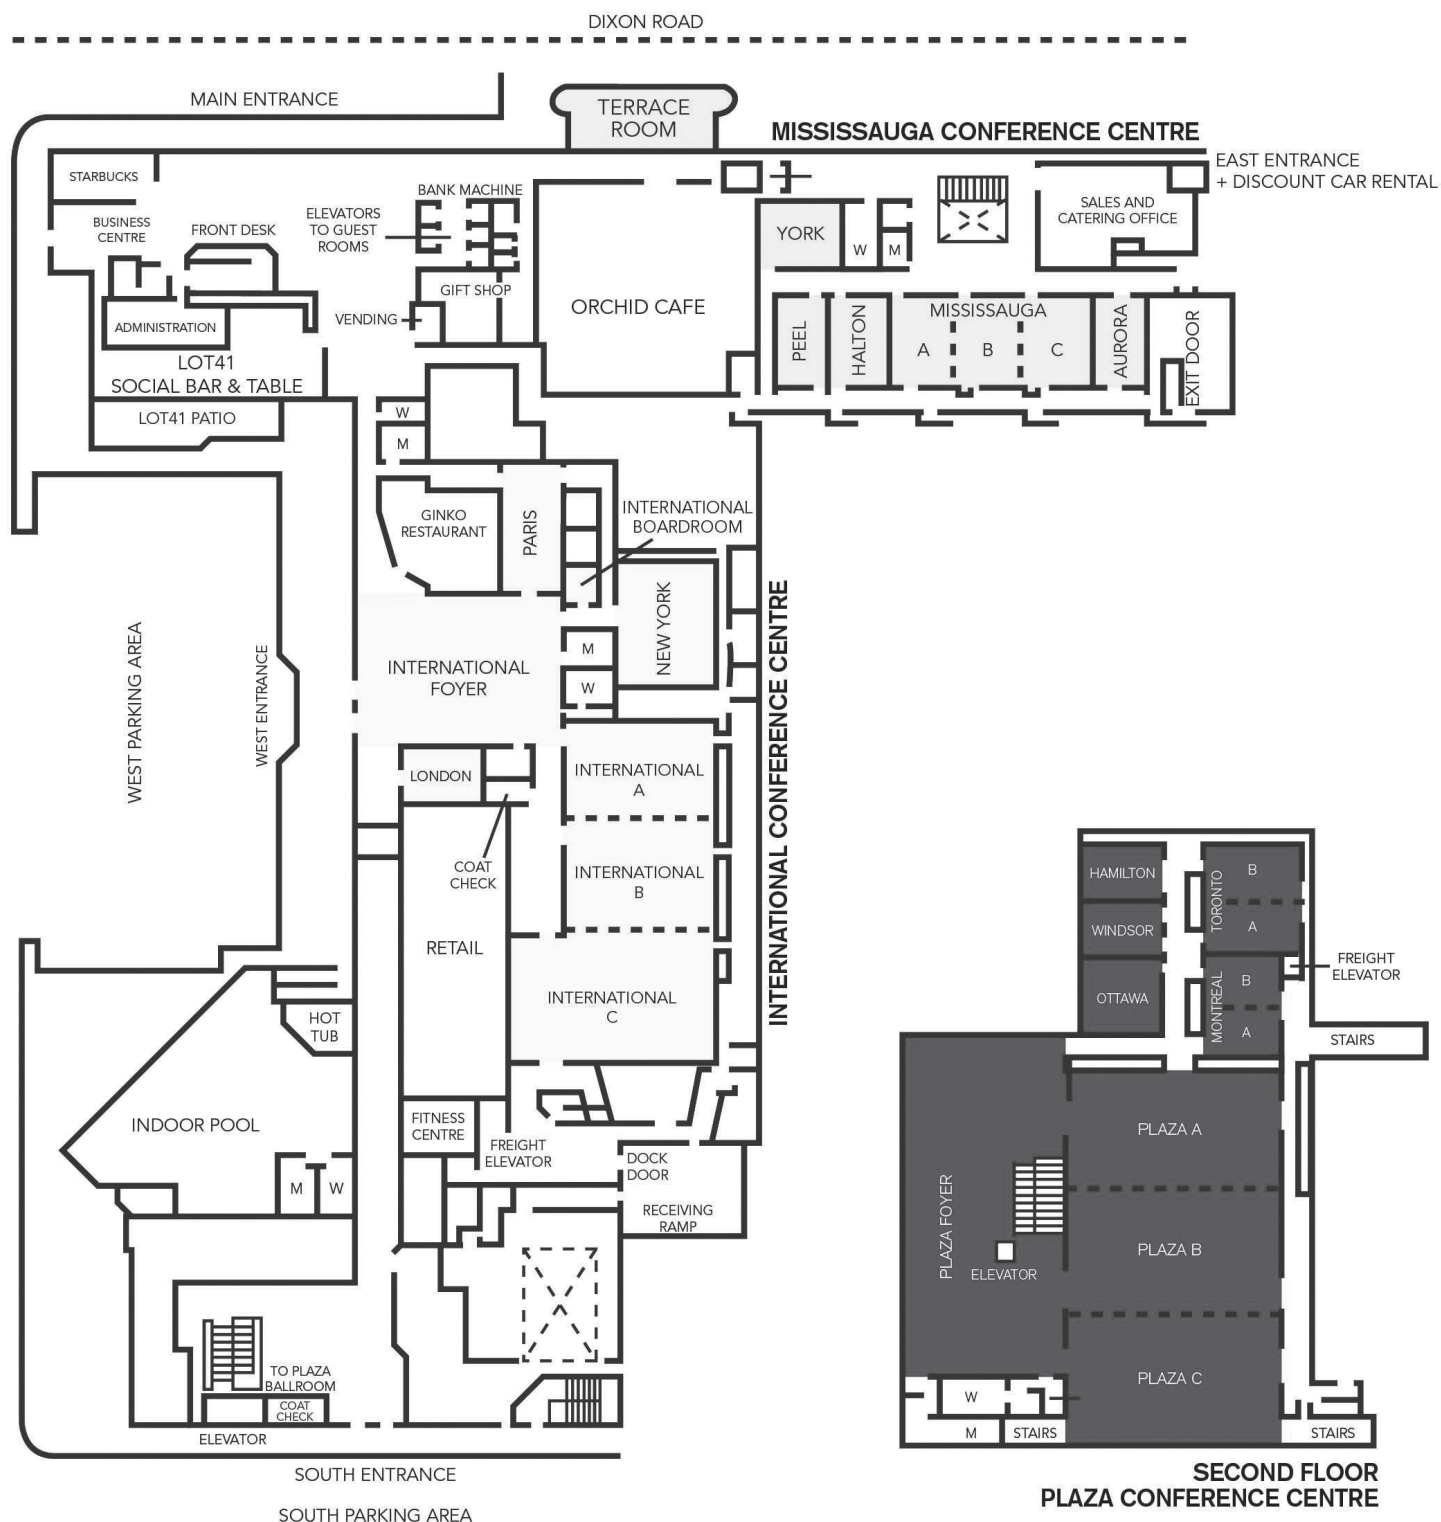 DIXON ROAD
MAIN ENTRANCE
TERRACE
ROOM
MISSISSAUGA CONFERENCE CENTRE
EAST ENTRANCE
+ DISCOUNT CAR RENTAL
STARBUCKS
BANK MACHINE
ELEVATORS
TO GUEST
ROOMS
BUSINESS
CENTRE
FRONT DESK
SALES AND
CATERING OFFICE
YORK
W
M
GIFT SHOP
ORCHID CAFE
VENDING
ADMINISTRATION
LOT41
SOCIAL BAR & TABLE
LOT41 PATIO
PEEL
HALTON
MISSISSAUGA
A
B
C
AURORA
EXIT DOOR
W
M
GINKO
RESTAURANT
PARIS
INTERNATIONAL
BOARDROOM
NEW YORK
INTERNATIONAL CONFERENCE CENTRE
WEST PARKING AREA
WEST ENTRANCE
INTERNATIONAL
FOYER
M
W
LONDON
INTERNATIONAL
A
COAT
CHECK
INTERNATIONAL
B
RETAIL
INTERNATIONAL
C
HOT
TUB
INDOOR POOL
M
W
FITNESS
CENTRE
FREIGHT
ELEVATOR
DOCK
DOOR
RECEIVING
RAMP
TO PLAZA
BALLROOM
COAT
CHECK
ELEVATOR
SOUTH ENTRANCE
SOUTH PARKING AREA
HAMILTON
WINDSOR
OTTAWA
TORONTO
B
A
MONTREAL
B
A
FREIGHT
ELEVATOR
STAIRS
PLAZA FOYER
ELEVATOR
PLAZA A
PLAZA B
PLAZA C
W
M
STAIRS
STAIRS
SECOND FLOOR
PLAZA CONFERENCE CENTRE